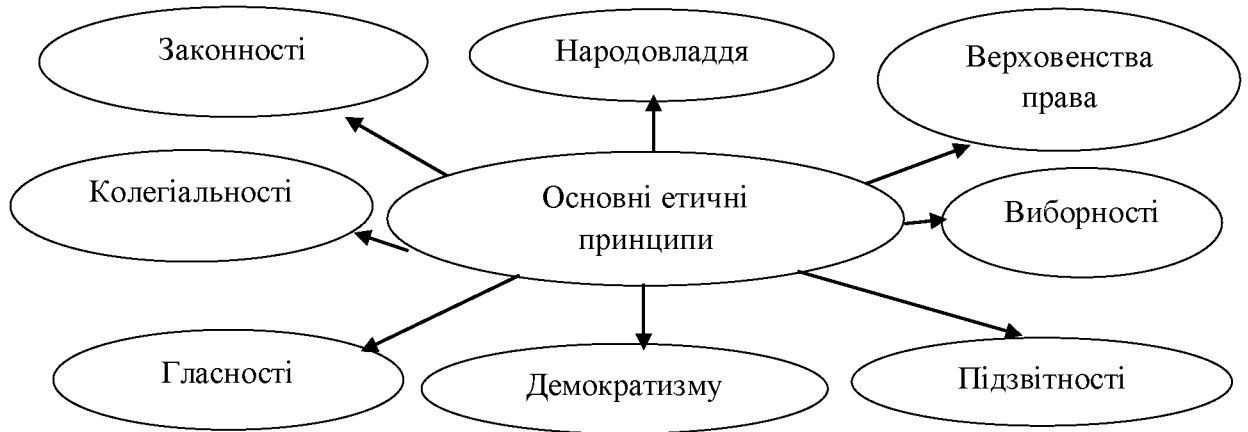 Законності
Народовладдя
Верховенства
права
Колегіальності
Основні етичні
принципи
Виборності
Гласності
Демократизму
Підзвітності